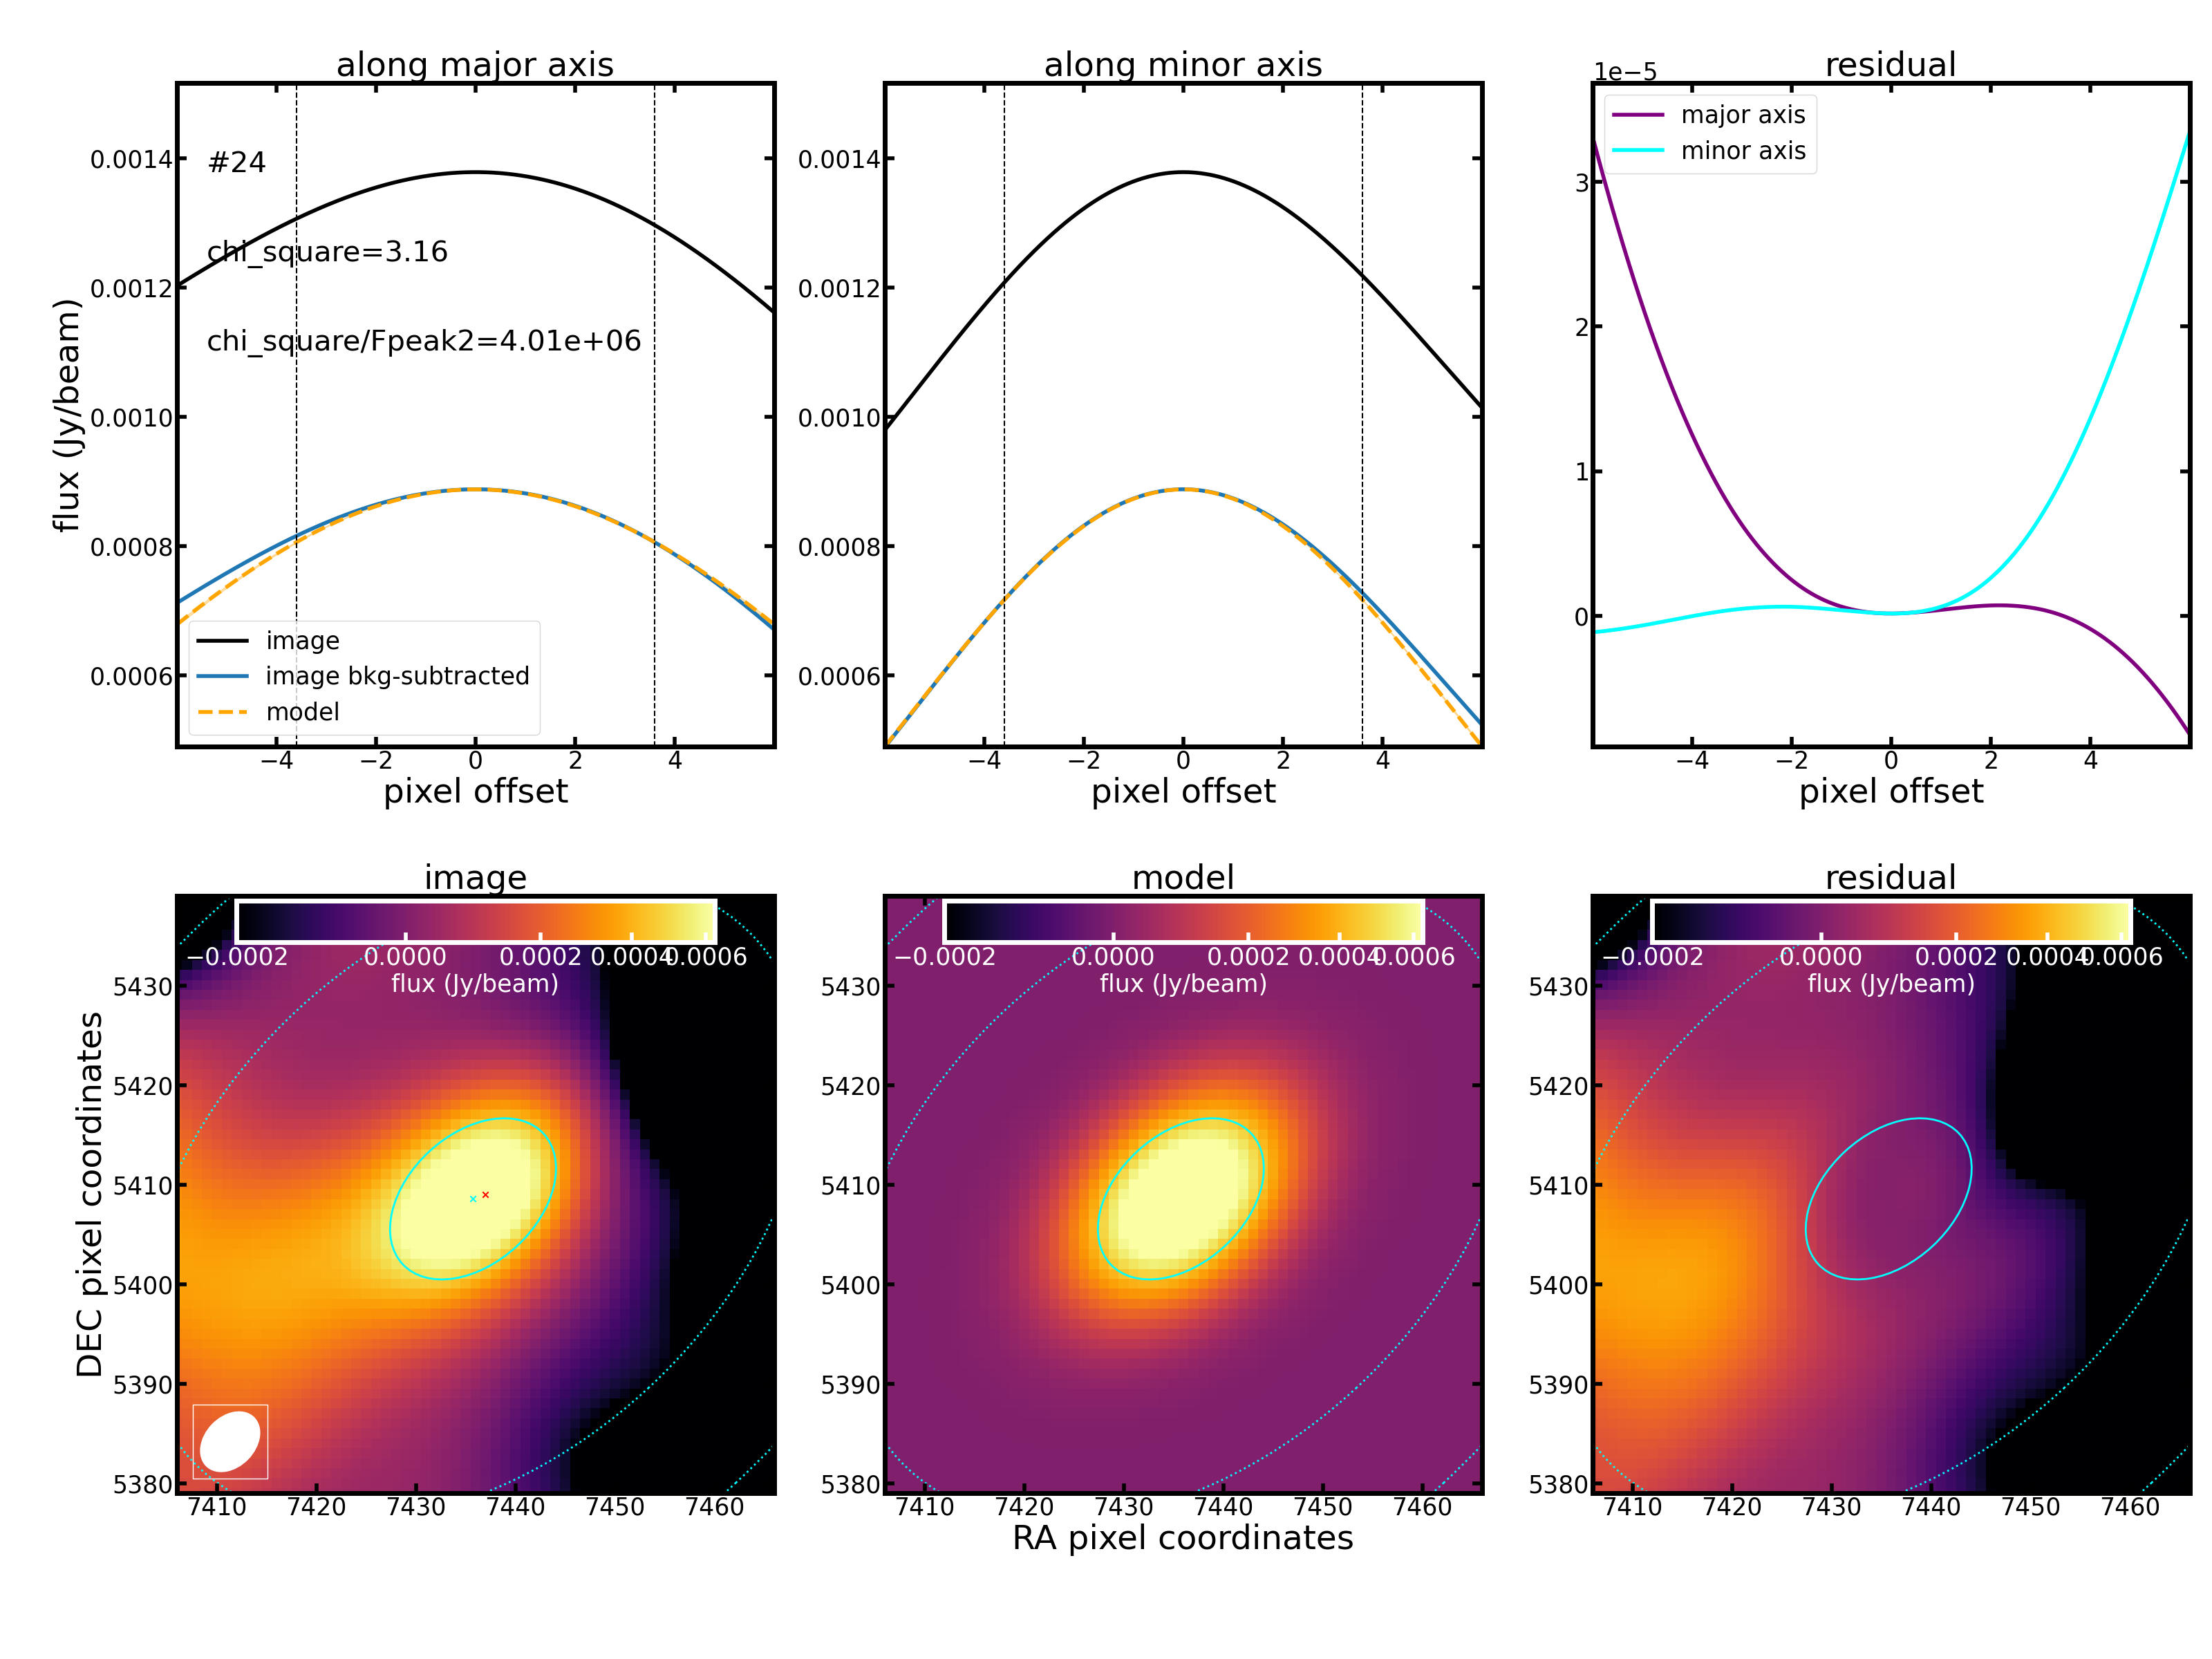 along major axis
along minor axis
residual
1e−5
#24
chi_square=3.16
chi_square/Fpeak2=4.01e+06
flux (Jy/beam)
0.0014
0.0012
0.0010
0.0008
0.0006
image
image bkg-subtracted
model
−4 −2 0 2 4
pixel offset
0.0014
0.0012
0.0010
0.0008
0.0006
−4 −2 0 2 4
pixel offset
major axis
minor axis
3
2
1
0
−4 −2 0 2 4
pixel offset
image
model
residual
−0.0002 0.0000 0.0002 0.0004 0.0006
flux (Jy/beam)
DEC pixel coordinates
5430
5420
5410
5400
5390
5380
7410 7420 7430 7440 7450 7460
−0.0002 0.0000 0.0002 0.0004 0.0006
flux (Jy/beam)
5430
5420
5410
5400
5390
5380
7410 7420 7430 7440 7450 7460
RA pixel coordinates
−0.0002 0.0000 0.0002 0.0004 0.0006
flux (Jy/beam)
5430
5420
5410
5400
5390
5380
7410 7420 7430 7440 7450 7460